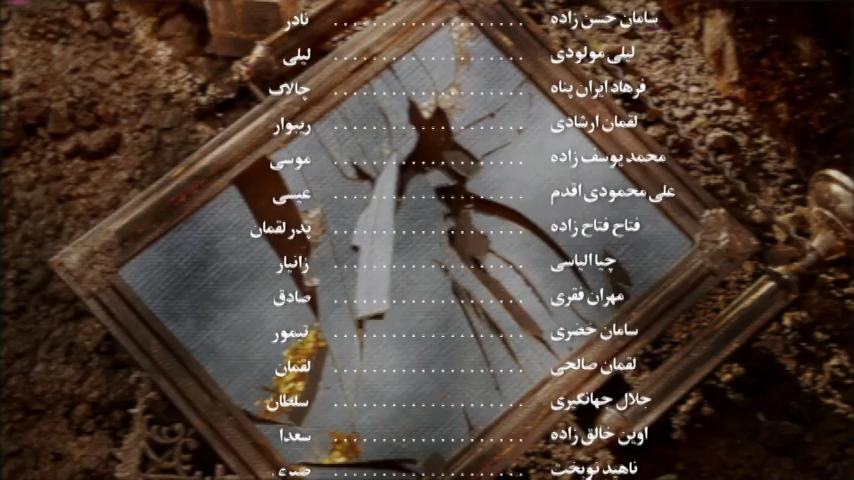 سامان حسن زاده .................... نادر
لیلی مولودی .................... لیلی
فرهاد ایران پناه .................... چالاک
لقمان ارشادی .................... ریبوار
محمد یوسف زاده .................... موسی
علی محمودی اقدم .................... عیسی
فتاح فتاح زاده .................... پدر لقمان
چیا الیاسی .................... زانیار
مهران فقری .................... صادق
سامان خضری .................... تیمور
لقمان صالحی .................... لقمان
جلال جهانگیری .................... سلطان
اوین خالق زاده .................... سعدا
ناهید نوبخت ....................